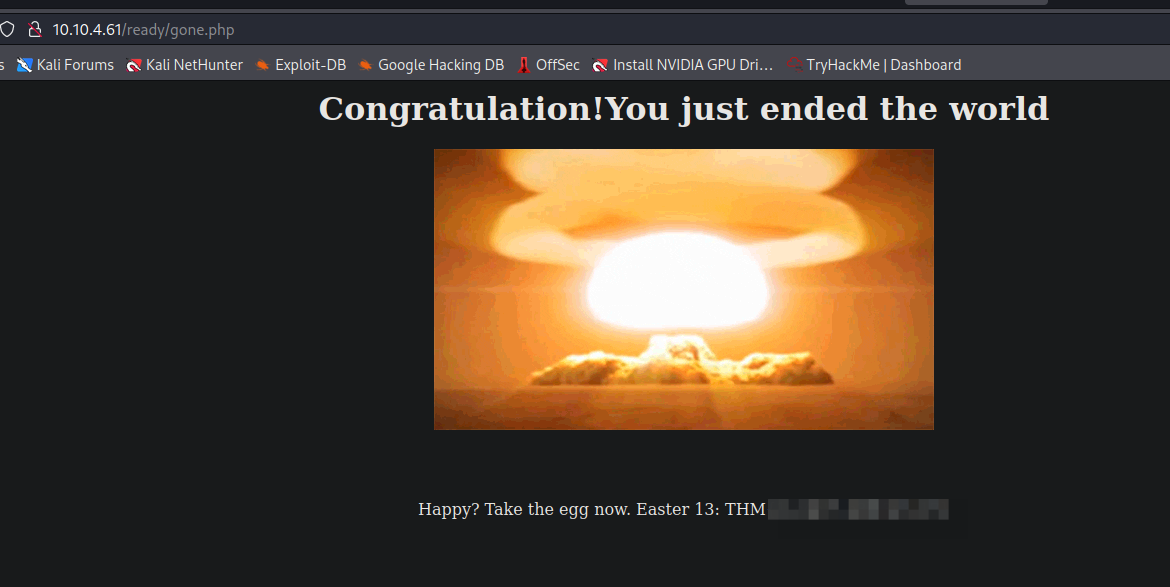 10.10.4.61/ready/gone.php
s Kali Forums Kali NetHunter Exploit-DB Google Hacking DB OffSec Install NVIDIA GPU Dri... TryHackMe | Dashboard
Congratulation!You just ended the world
Happy? Take the egg now. Easter 13: THM